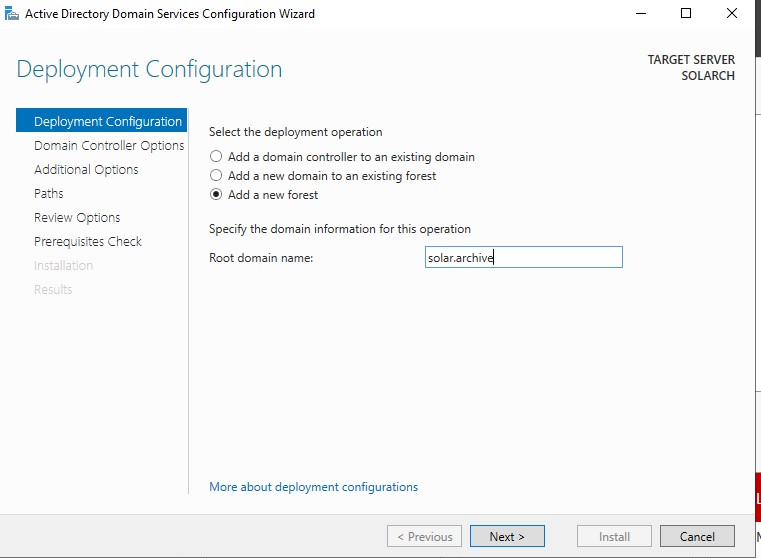 Active Directory Domain Services Configuration Wizard
Deployment Configuration
TARGET SERVER
SOLARCH
Deployment Configuration
Domain Controller Options
Additional Options
Paths
Review Options
Prerequisites Check
Installation
Results
Select the deployment operation
Add a domain controller to an existing domain
Add a new domain to an existing forest
Add a new forest
Specify the domain information for this operation
Root domain name:
solar.archive
More about deployment configurations
< Previous
Next >
Install
Cancel